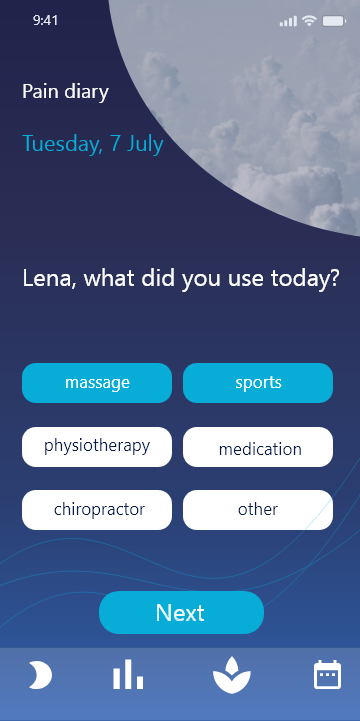 9:41
Pain diary
Tuesday, 7 July
Lena, what did you use today?
massage
sports
physiotherapy
medication
chiropractor
other
Next